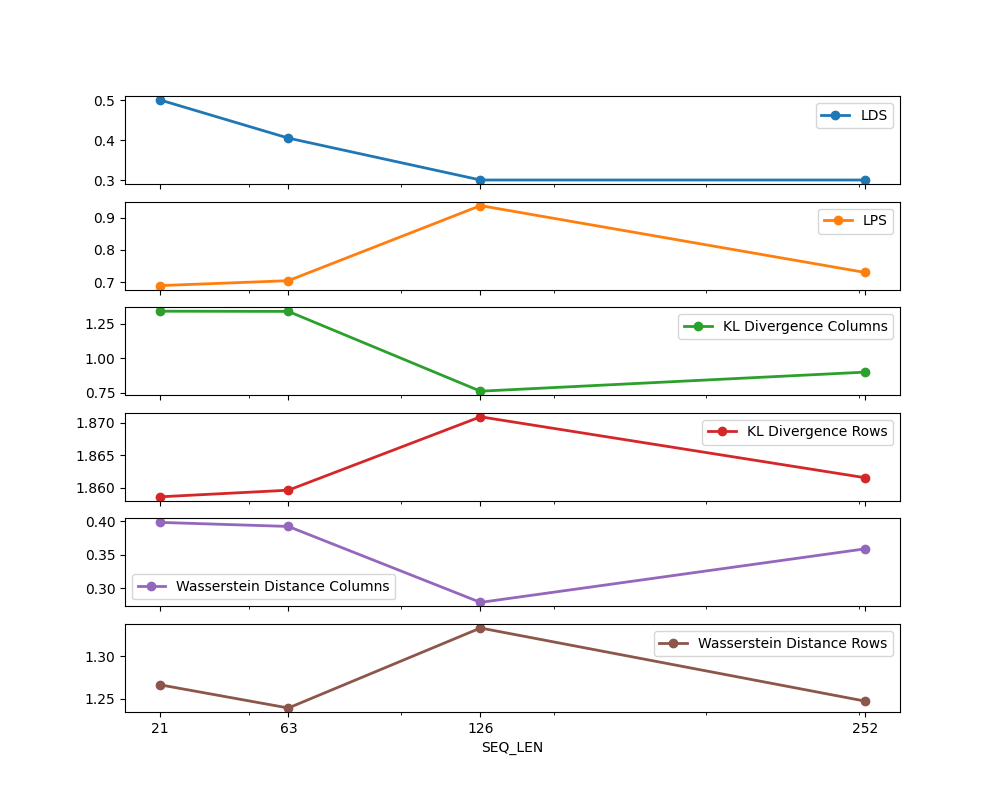 0.5
0.4
0.3
LDS
0.9
0.8
0.7
LPS
1.25
1.00
0.75
KL Divergence Columns
1.870
1.865
1.860
KL Divergence Rows
0.40
0.35
0.30
Wasserstein Distance Columns
1.30
1.25
Wasserstein Distance Rows
21 63 126 252
SEQ_LEN